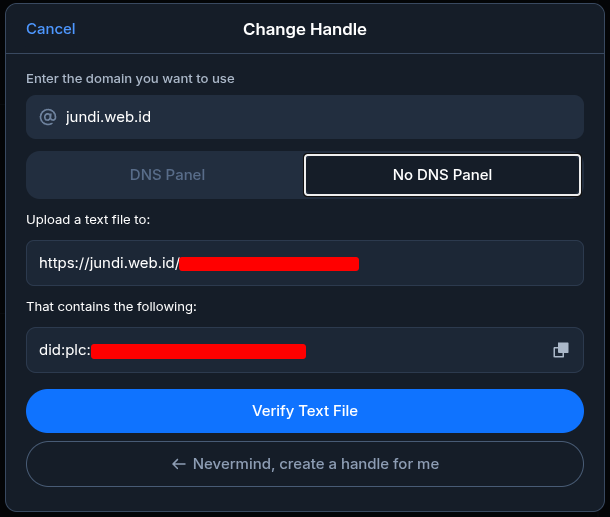 Cancel
Change Handle
Enter the domain you want to use
@ jundi.web.id
DNS Panel
No DNS Panel
Upload a text file to:
https://jundi.web.id/
That contains the following:
did:plc:
Verify Text File
← Nevermind, create a handle for me